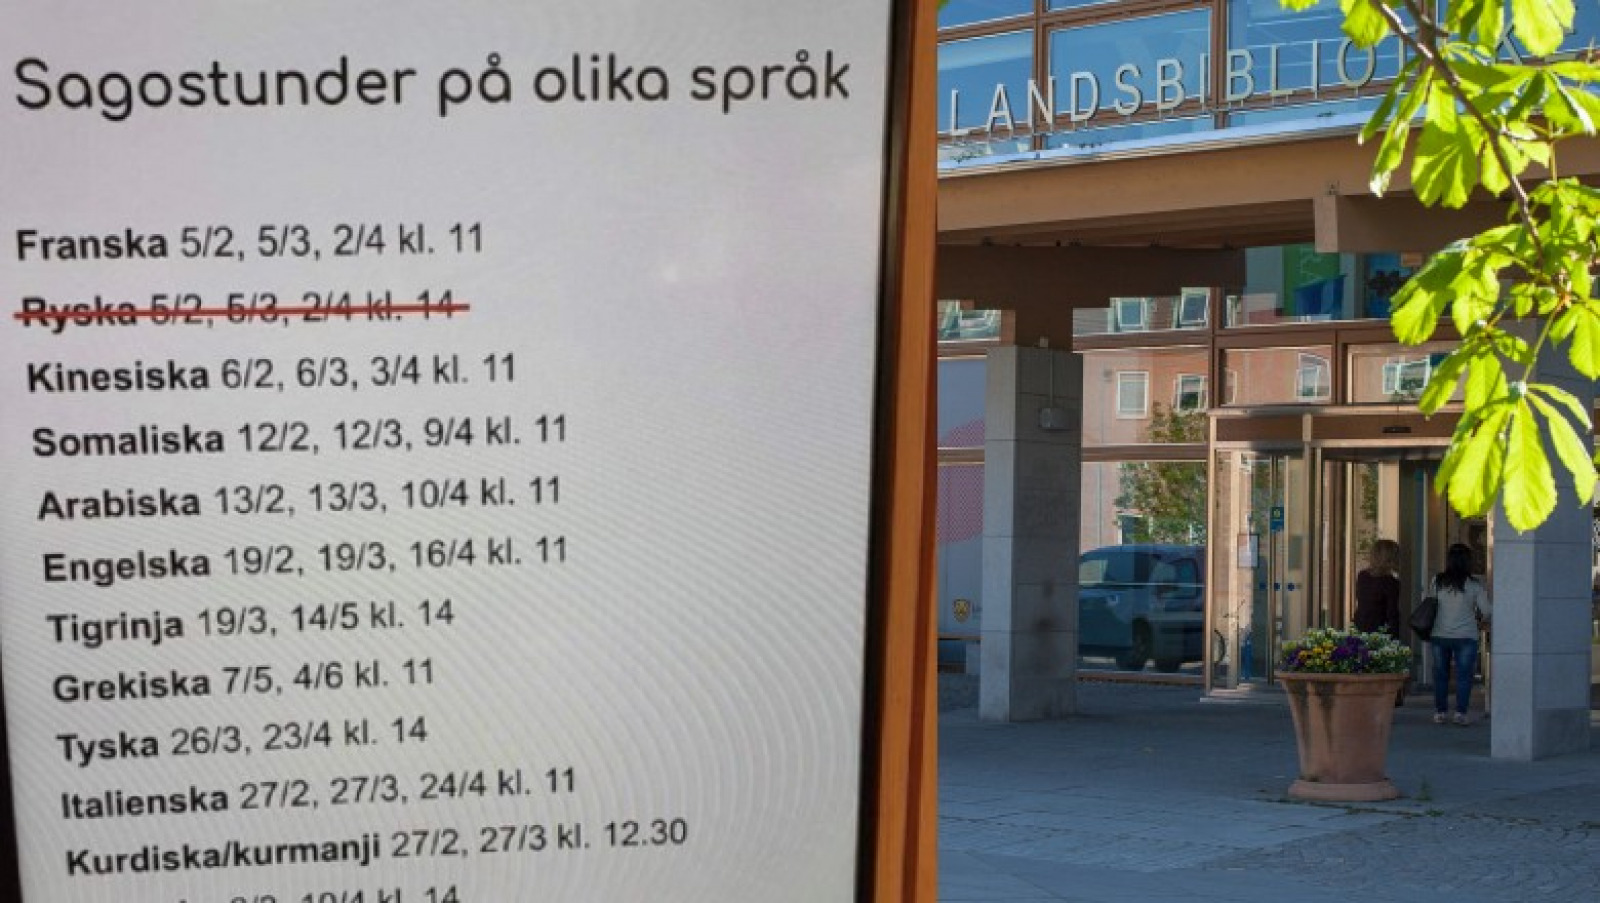 Sagostunder på olika språk
Franska 5/2, 5/3, 2/4 kl. 11
Ryska 5/2, 5/3, 2/4 kl. 14
Kinesiska 6/2, 6/3, 3/4 kl. 11
Somaliska 12/2, 12/3, 9/4 kl. 11
Arabiska 13/2, 13/3, 10/4 kl. 11
Engelska 19/2, 19/3, 16/4 kl. 11
Tigrinja 19/3, 14/5 kl. 14
Grekiska 7/5, 4/6 kl. 11
Tyska 26/3, 23/4 kl. 14
Italienska 27/2, 27/3, 24/4 kl. 11
Kurdiska/kurmanji 27/2, 27/3 kl. 12.30
10/4 kl. 14
LANDSBIBLIO